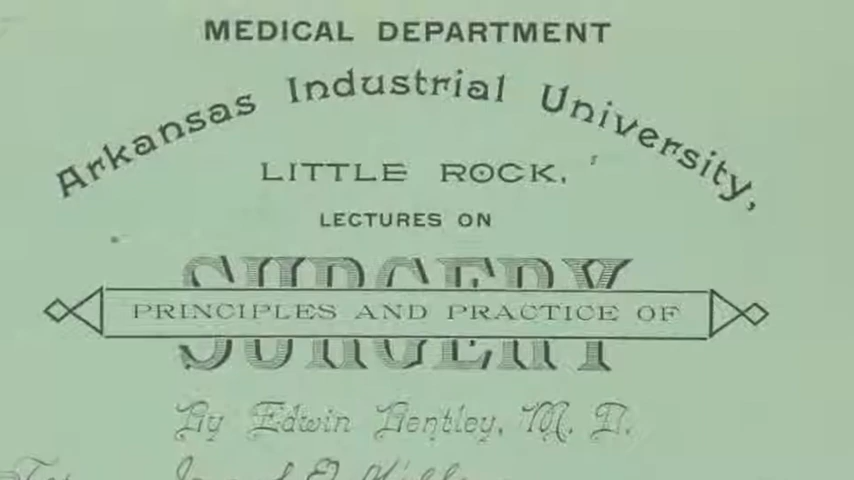 MEDICAL DEPARTMENT
Arkansas Industrial University,
LITTLE ROCK.
LECTURES ON
PRINCIPLES AND PRACTICE OF
SURGERY
By Edwin Bentley, M. D.